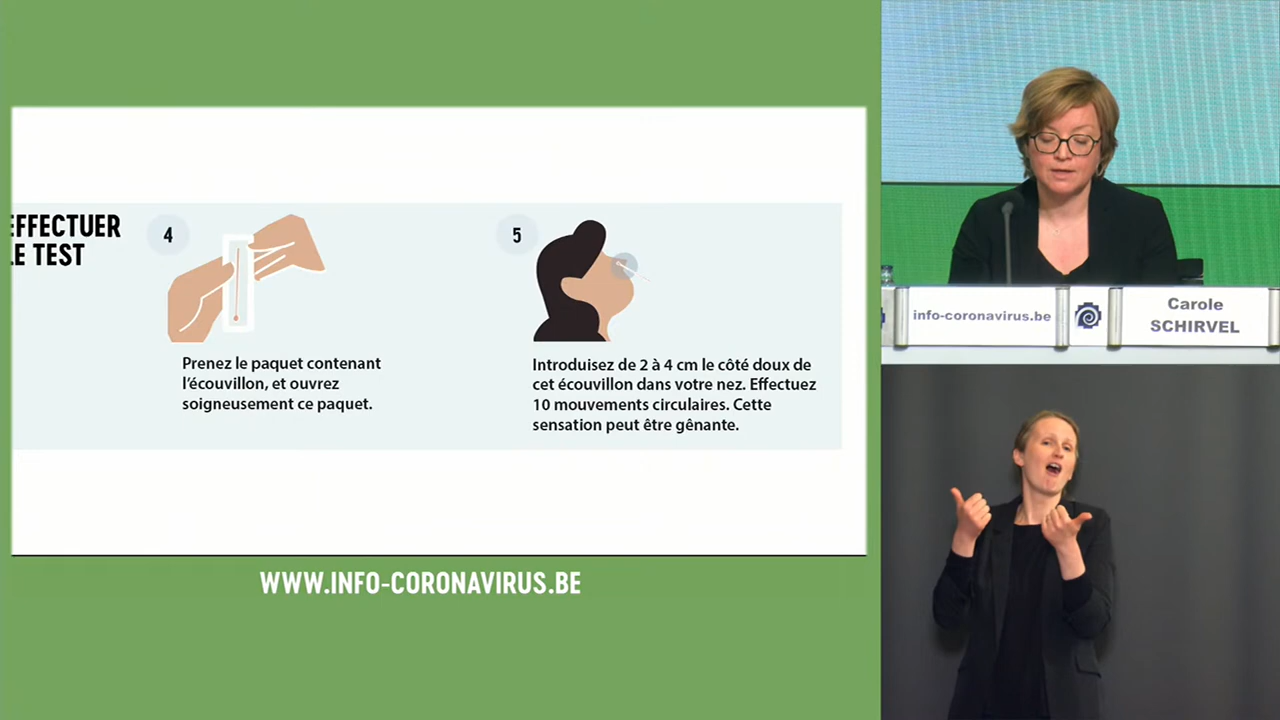 EFFECTUER
LE TEST
4
Prenez le paquet contenant
l'écouvillon, et ouvrez
soigneusement ce paquet.
5
Introduisez de 2 à 4 cm le côté doux de
cet écouvillon dans votre nez. Effectuez
10 mouvements circulaires. Cette
sensation peut être gênante.
WWW.INFO-CORONAVIRUS.BE
info-coronavirus.be
Carole
SCHIRVEL